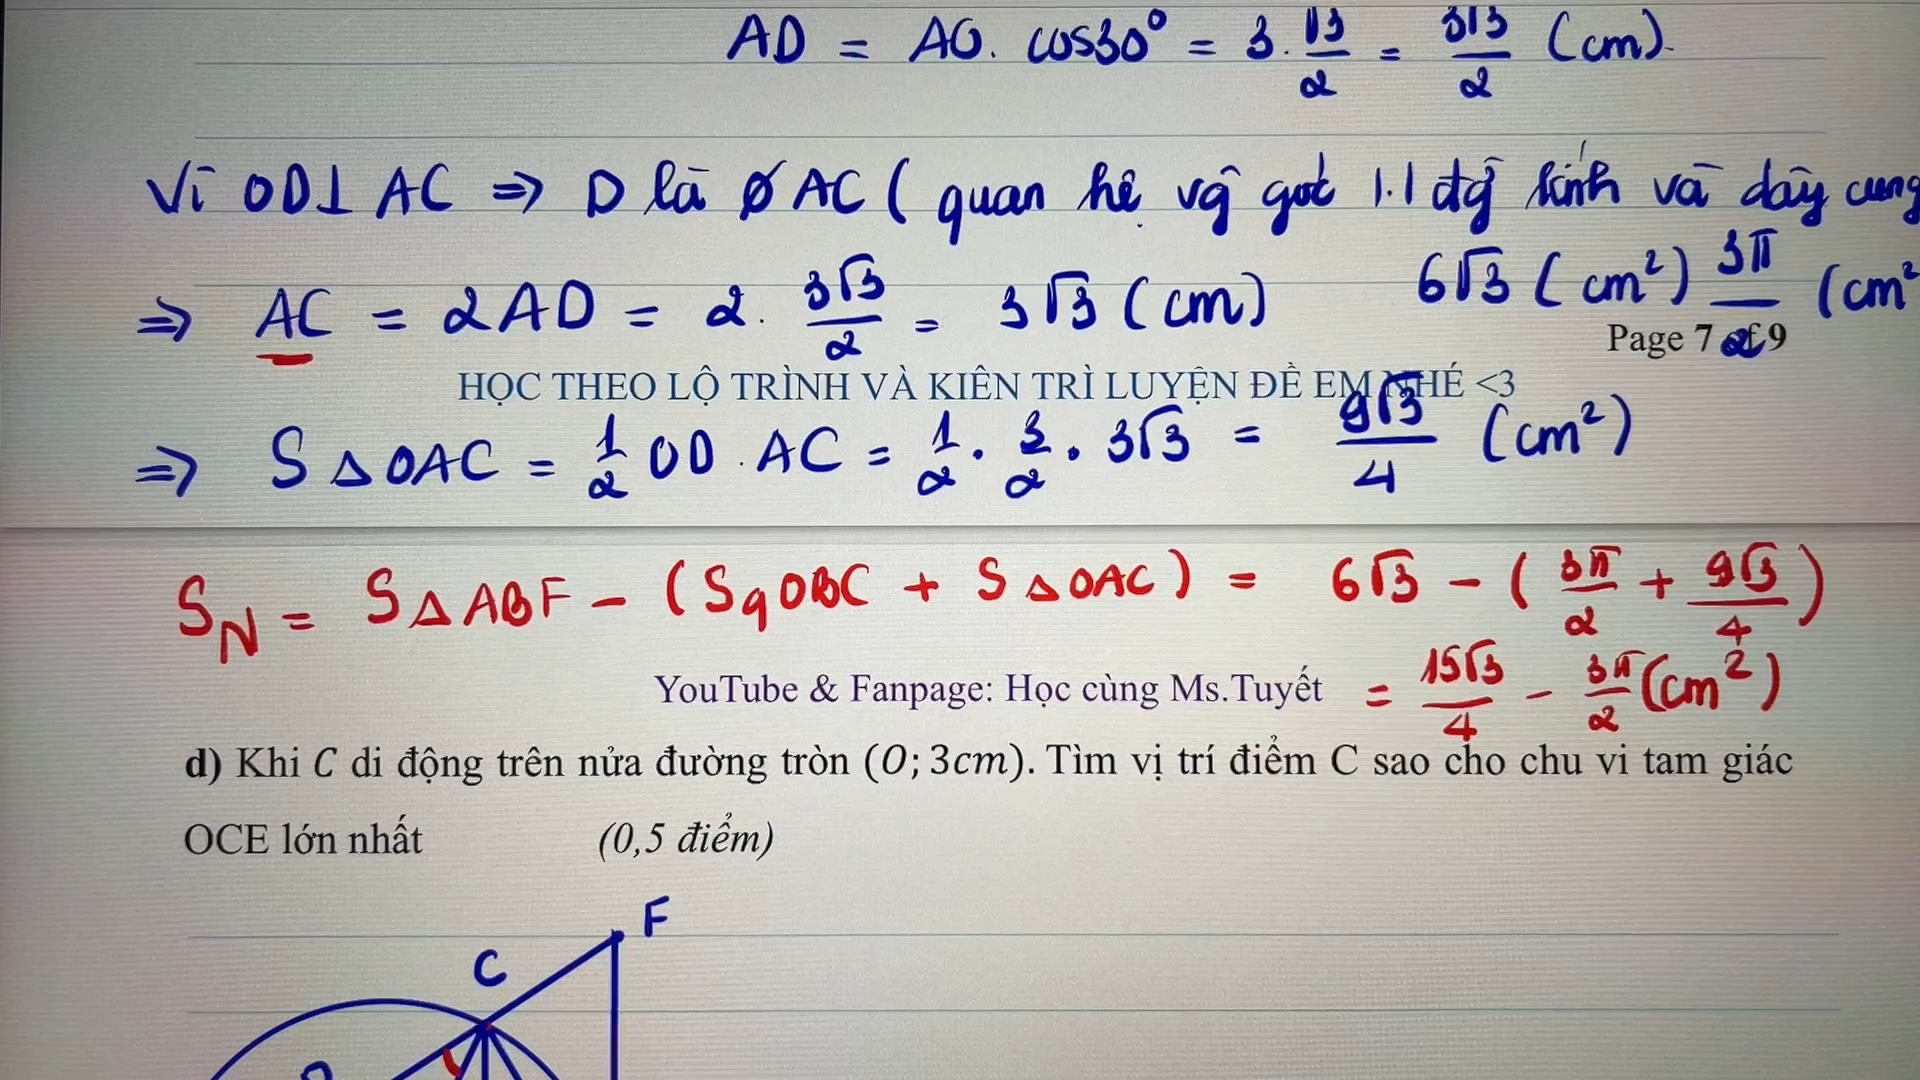 AD = AO. cos30° = 3. √3/2 = 3√3/2 (cm).
Vì OD⊥ AC => D là Ø AC ( quan hệ vg̃ góc 1.1 đg̃ kính và dây cung
=> AC = 2AD = 2. 3√3/2 = 3√3 (cm) 6√3 ( cm²) 3π/2 (cm²
Page 7 of 9
HỌC THEO LỘ TRÌNH VÀ KIÊN TRÌ LUYỆN ĐỀ EM NHÉ <3
=> S △ OAC = 1/2 OD . AC = 1/2 . 3/2 . 3√3 = 9√3/4 (cm²)
S_N = S△ABF - (SqOBC + S△OAC) = 6√3 - ( 3π/2 + 9√3/4 )
YouTube & Fanpage: Học cùng Ms.Tuyết = 15√3/4 - 3π/2 (cm²)
d) Khi C di động trên nửa đường tròn (O; 3cm). Tìm vị trí điểm C sao cho chu vi tam giác
OCE lớn nhất (0,5 điểm)
F
C